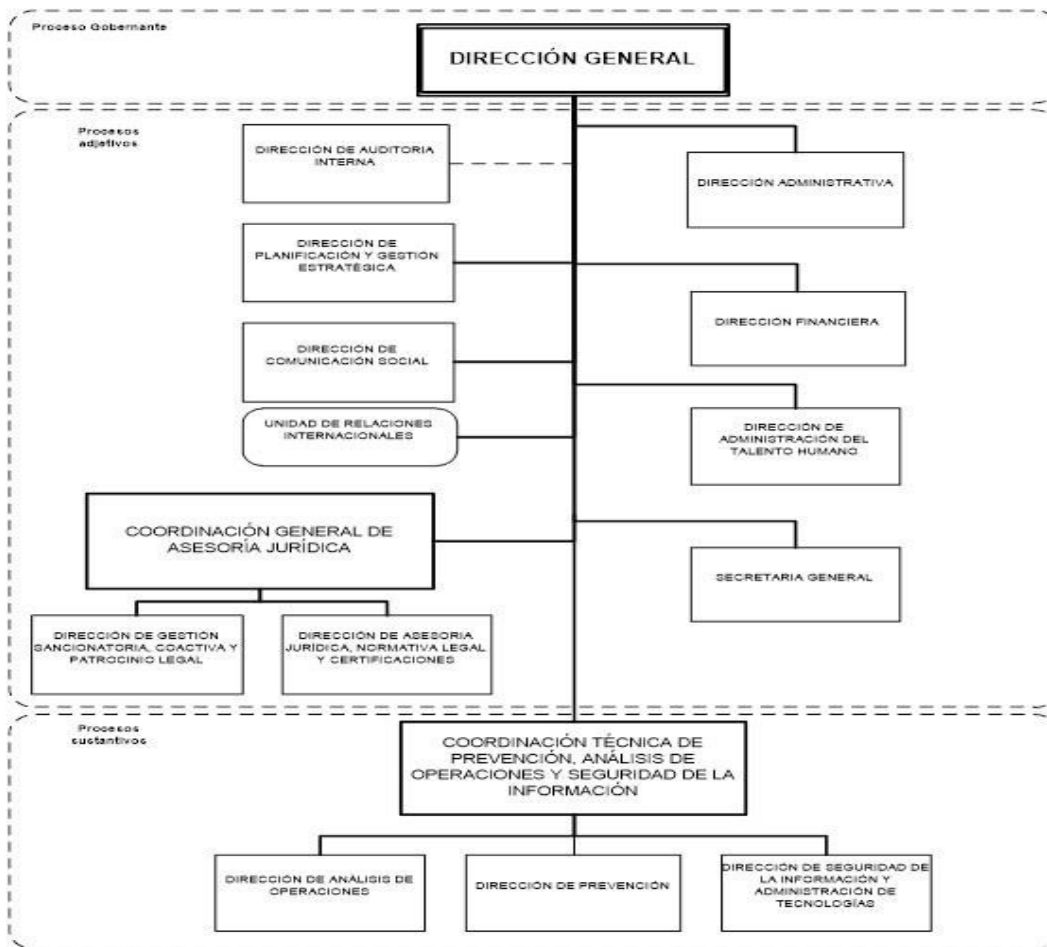 Proceso Gobernante
DIRECCIÓN GENERAL
Procesos
adjetivos
DIRECCIÓN DE AUDITORIA
INTERNA
DIRECCIÓN ADMINISTRATIVA
DIRECCIÓN DE
PLANIFICACIÓN Y GESTIÓN
ESTRATÉGICA
DIRECCIÓN FINANCIERA
DIRECCIÓN DE
COMUNICACIÓN SOCIAL
UNIDAD DE RELACIONES
INTERNACIONALES
DIRECCIÓN DE
ADMINISTRACIÓN DEL
TALENTO HUMANO
COORDINACIÓN GENERAL DE
ASESORÍA JURÍDICA
SECRETARIA GENERAL
DIRECCIÓN DE GESTIÓN
SANCIONATORIA, COACTIVA Y
PATROCINIO LEGAL
DIRECCIÓN DE ASESORIA
JURÍDICA, NORMATIVA LEGAL
Y CERTIFICACIONES
Procesos
sustantivos
COORDINACIÓN TÉCNICA DE
PREVENCIÓN, ANÁLISIS DE
OPERACIONES Y SEGURIDAD DE LA
INFORMACIÓN
DIRECCIÓN DE ANÁLISIS DE
OPERACIONES
DIRECCIÓN DE PREVENCIÓN
DIRECCIÓN DE SEGURIDAD DE
LA INFORMACIÓN Y
ADMINISTRACIÓN DE
TECNOLOGÍAS